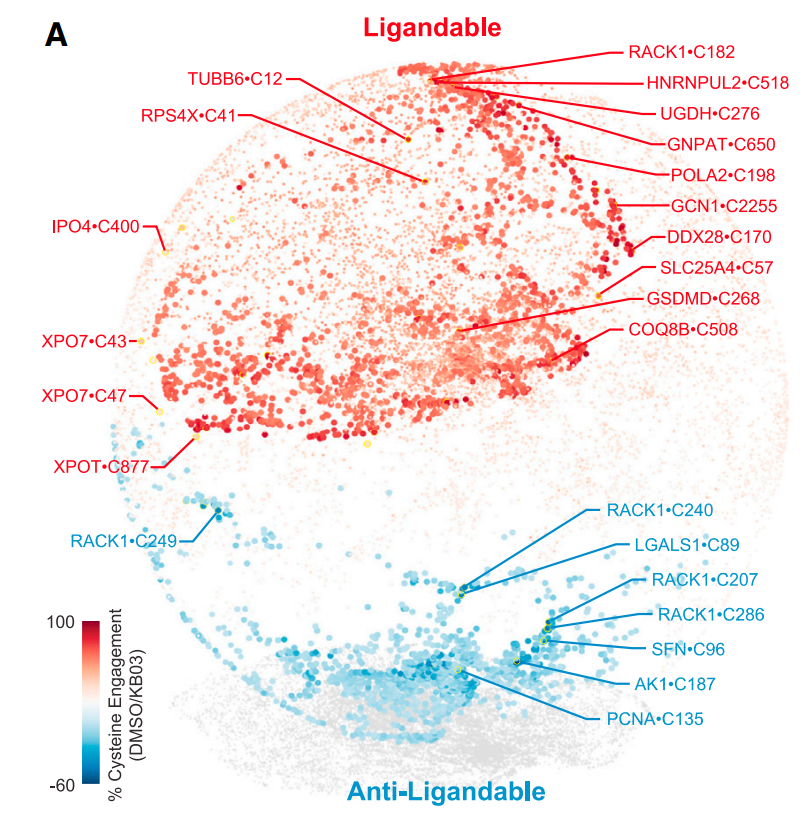 A
Ligandable
RACK1•C182
TUBB6•C12
HNRNPUL2•C518
RPS4X•C41
UGDH•C276
GNPAT•C650
POLA2•C198
GCN1•C2255
IPO4•C400
DDX28•C170
SLC25A4•C57
GSDMD•C268
COQ8B•C508
XPO7•C43
XPO7•C47
XPOT•C877
RACK1•C240
RACK1•C249
LGALS1•C89
RACK1•C207
RACK1•C286
SFN•C96
AK1•C187
PCNA•C135
100
-60
% Cysteine Engagement
(DMSO/KB03)
Anti-Ligandable